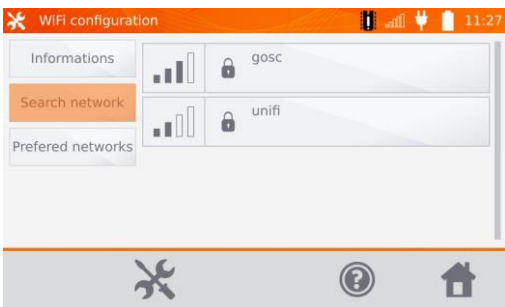 WiFi configuration
11:27
Informations
Search network
Prefered networks
gosc
unifi